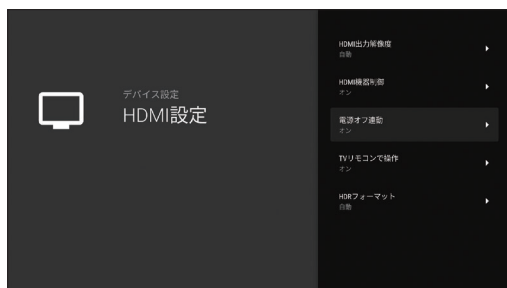 デバイス設定
HDMI設定
HDMI出力解像度
自動
HDMI機器制御
オン
電源オフ連動
オン
TVリモコンで操作
オン
HDRフォーマット
自動